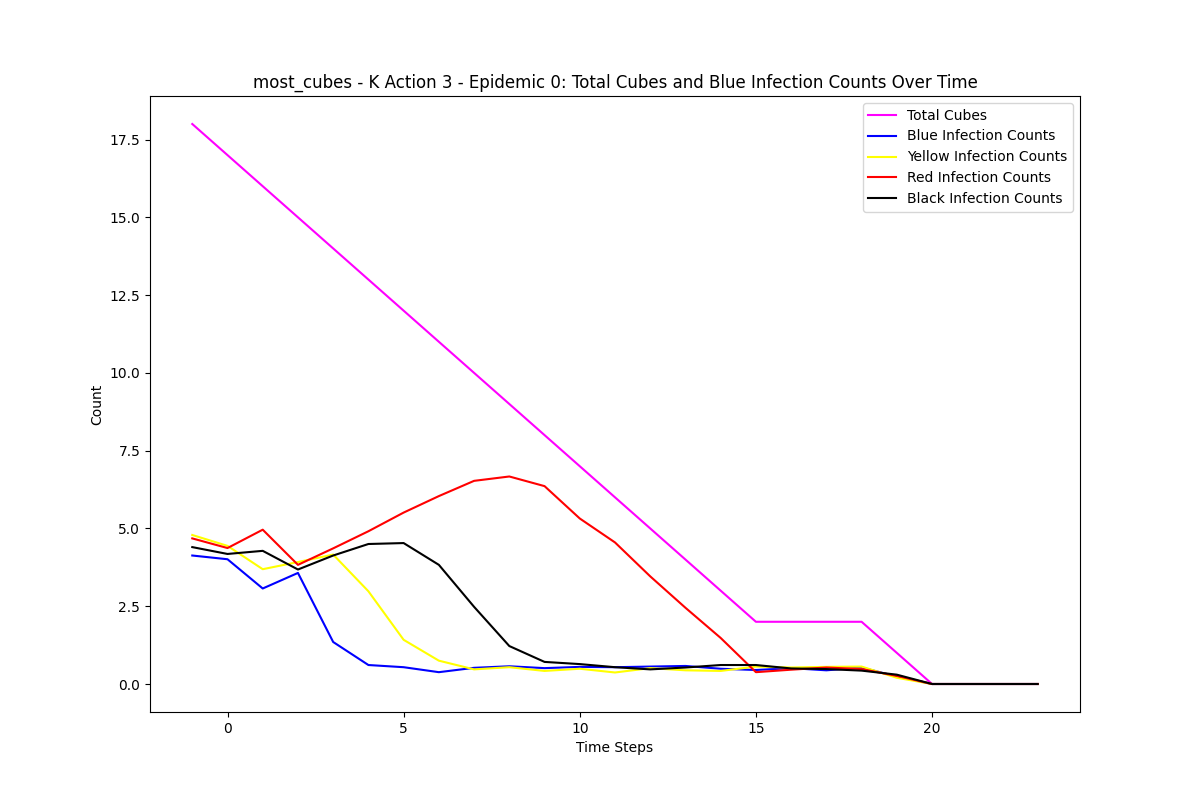 most_cubes - K Action 3 - Epidemic 0: Total Cubes and Blue Infection Counts Over Time
Total Cubes
Blue Infection Counts
Yellow Infection Counts
Red Infection Counts
Black Infection Counts
17.5
15.0
12.5
10.0
7.5
5.0
2.5
0.0
Count
0 5 10 15 20
Time Steps